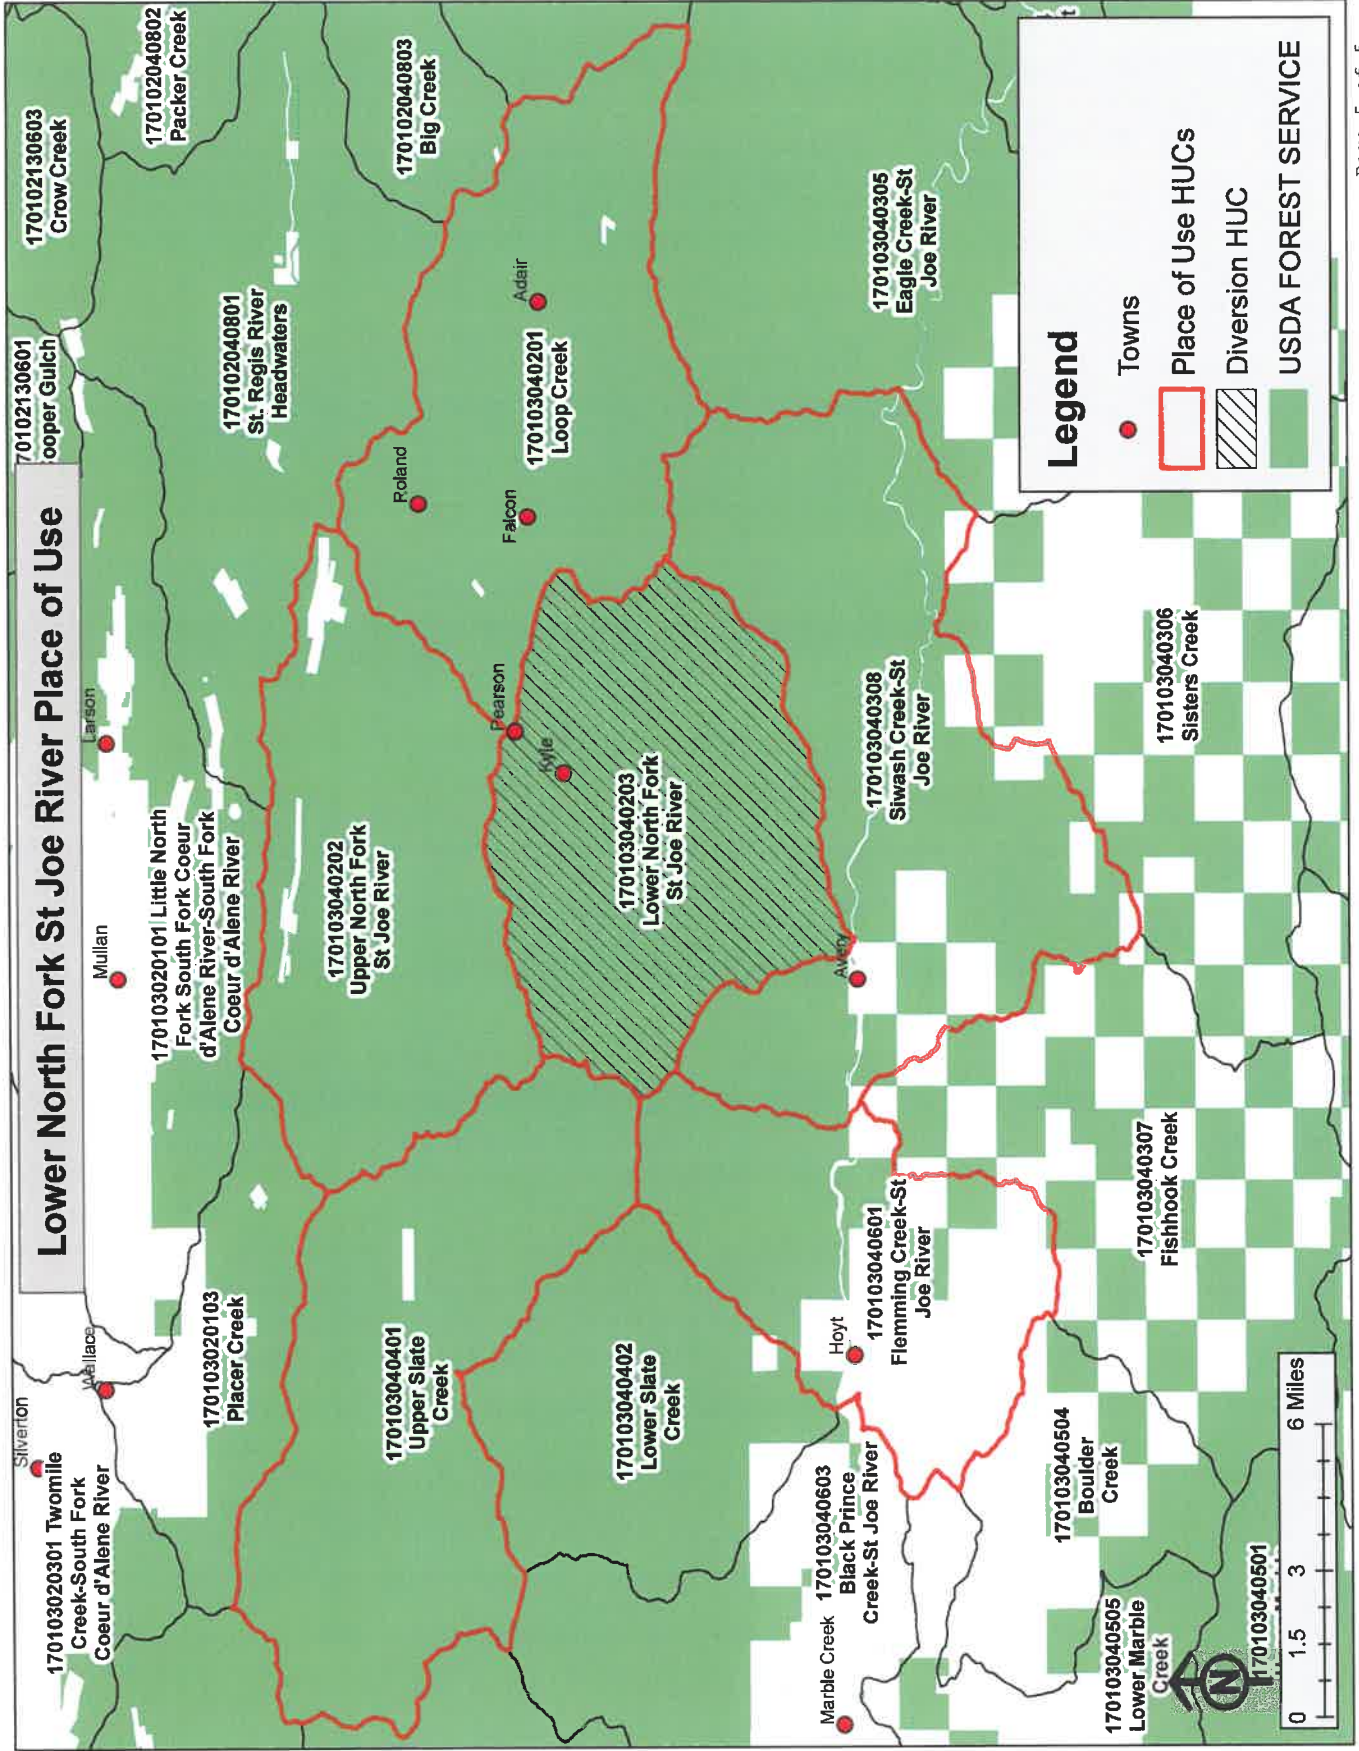 Lower North Fork St Joe River Place of Use
Silverton
Wallace
Mullan
Larson
17010302030​1 Twomile
Creek-South Fork
Coeur d'Alene River
170103020103
Placer Creek
170103020101 Little North
Fork South Fork Coeur
d'Alene River-South Fork
Coeur d'Alene River
70102130601
ooper Gulch
170102130603
Crow Creek
170102040802
Packer Creek
170102040801
St. Regis River
Headwaters
170102040803
Big Creek
170103040401
Upper Slate
Creek
170103040202
Upper North Fork
St Joe River
Roland
Falcon
Adair
170103040201
Loop Creek
Pearson
Kyle
170103040402
Lower Slate
Creek
170103040203
Lower North Fork
St Joe River
Marble Creek
170103040603
Black Prince
Creek-St Joe River
Hoyt
170103040601
Flemming Creek-St
Joe River
Avery
170103040308
Siwash Creek-St
Joe River
170103040305
Eagle Creek-St
Joe River
170103040505
Lower Marble
Creek
170103040504
Boulder
Creek
170103040307
Fishhook Creek
170103040306
Sisters Creek
170103040501
N
0 1.5 3 6 Miles
Legend
Towns
Place of Use HUCs
Diversion HUC
USDA FOREST SERVICE